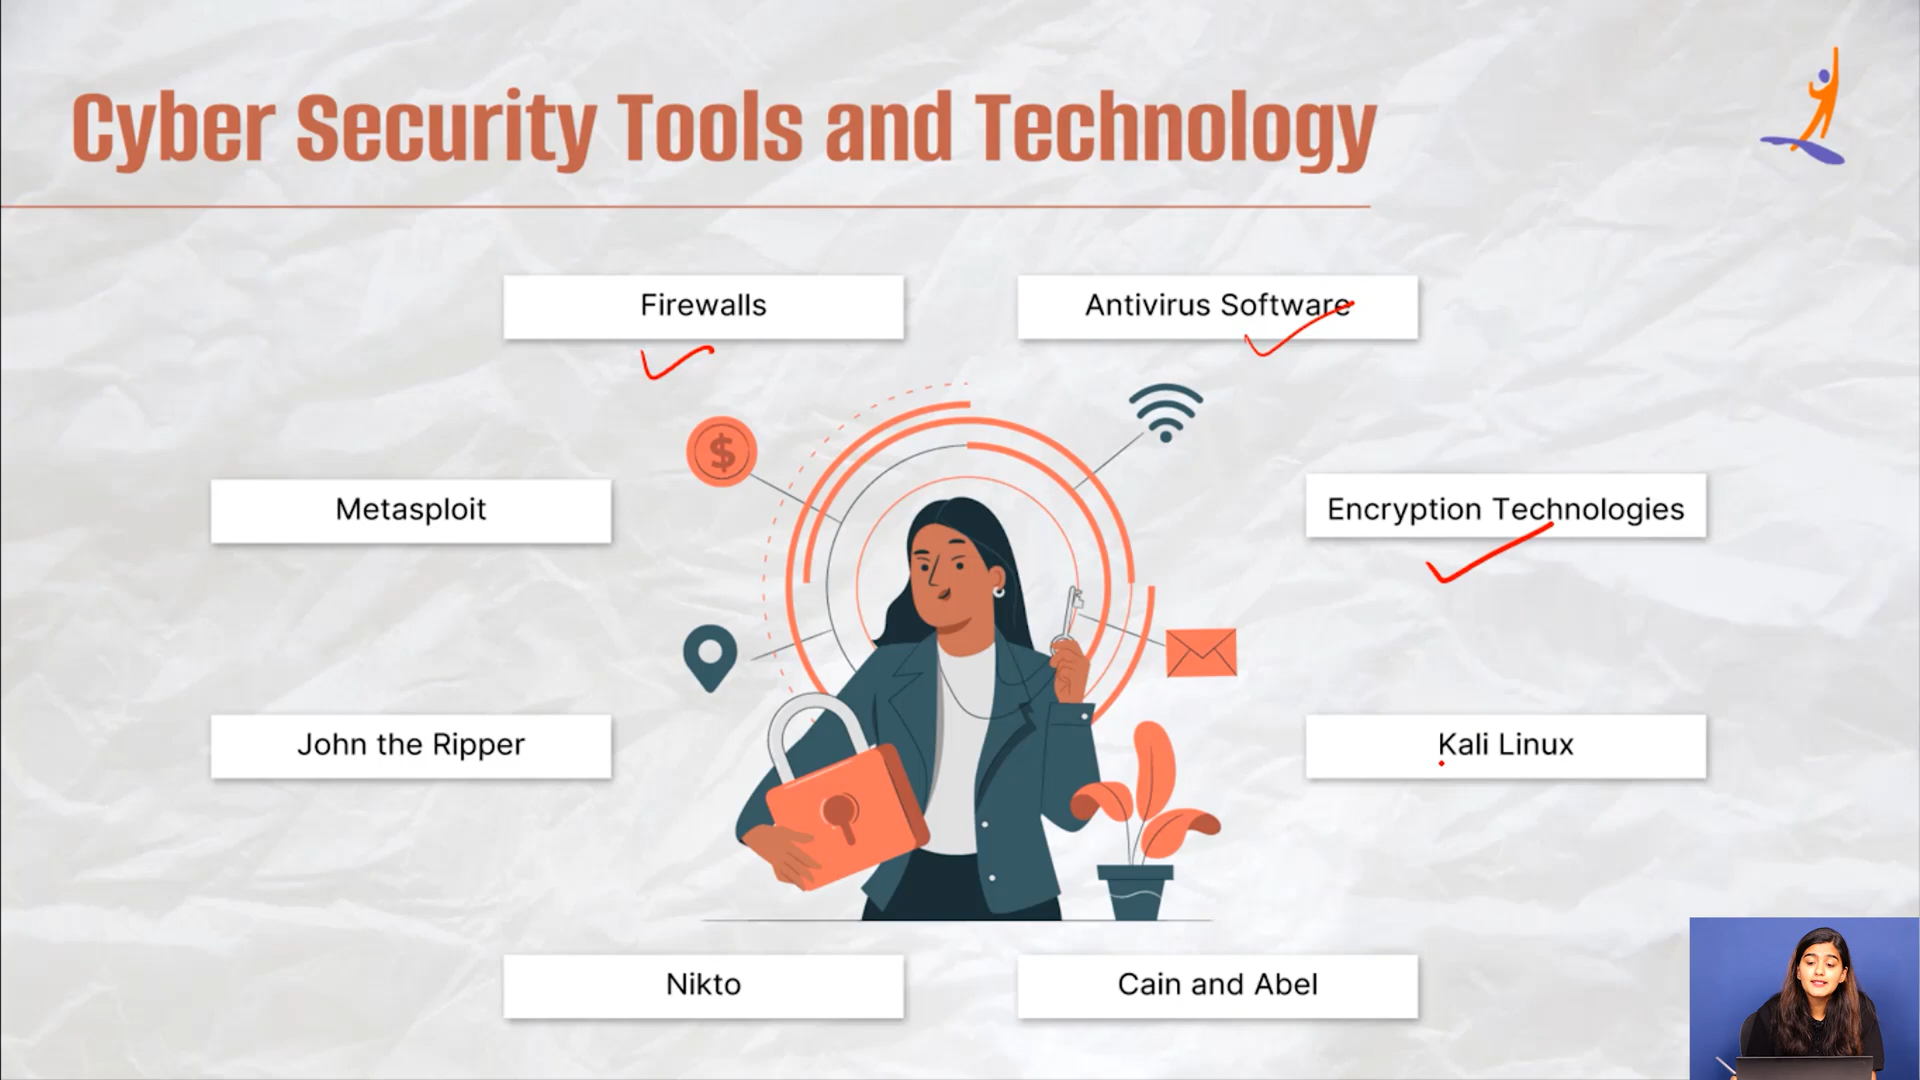 Cyber Security Tools and Technology
Firewalls
Antivirus Software
Metasploit
Encryption Technologies
John the Ripper
Kali Linux
Nikto
Cain and Abel